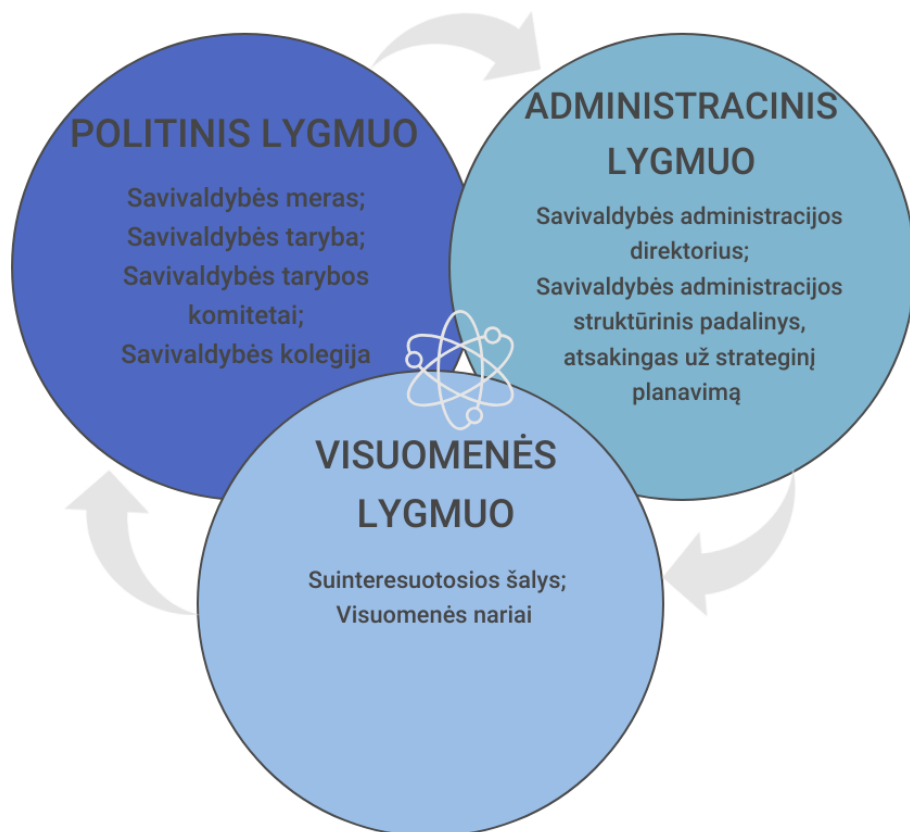 POLITINIS LYGMUO
Savivaldybės meras;
Savivaldybės taryba;
Savivaldybės tarybos
komitetai;
Savivaldybės kolegija
ADMINISTRACINIS
LYGMUO
Savivaldybės administracijos
direktorius;
Savivaldybės administracijos
struktūrinis padalinys,
atsakingas už strateginį
planavimą
VISUOMENĖS
LYGMUO
Suinteresuotosios šalys;
Visuomenės nariai